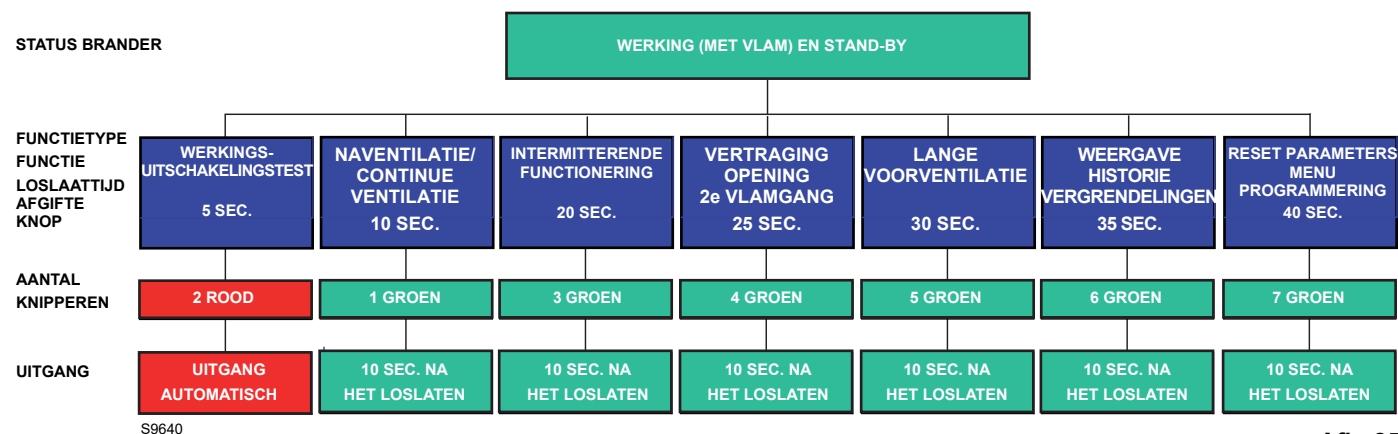 STATUS BRANDER
WERKING (MET VLAM) EN STAND-BY
FUNCTIETYPE
FUNCTIE
LOSLAATTIJD
AFGIFTE
KNOP
WERKINGS-
UITSCHAKELINGSTEST
5 SEC.
NAVENTILATIE/
CONTINUE
VENTILATIE
10 SEC.
INTERMITTERENDE
FUNCTIONERING
20 SEC.
VERTRAGING
OPENING
2e VLAMGANG
25 SEC.
LANGE
VOORVENTILATIE
30 SEC.
WEERGAVE
HISTORIE
VERGRENDELINGEN
35 SEC.
RESET PARAMETERS
MENU
PROGRAMMERING
40 SEC.
AANTAL
KNIPPEREN
2 ROOD
1 GROEN
3 GROEN
4 GROEN
5 GROEN
6 GROEN
7 GROEN
UITGANG
UITGANG
AUTOMATISCH
10 SEC. NA
HET LOSLATEN
10 SEC. NA
HET LOSLATEN
10 SEC. NA
HET LOSLATEN
10 SEC. NA
HET LOSLATEN
10 SEC. NA
HET LOSLATEN
10 SEC. NA
HET LOSLATEN
S9640